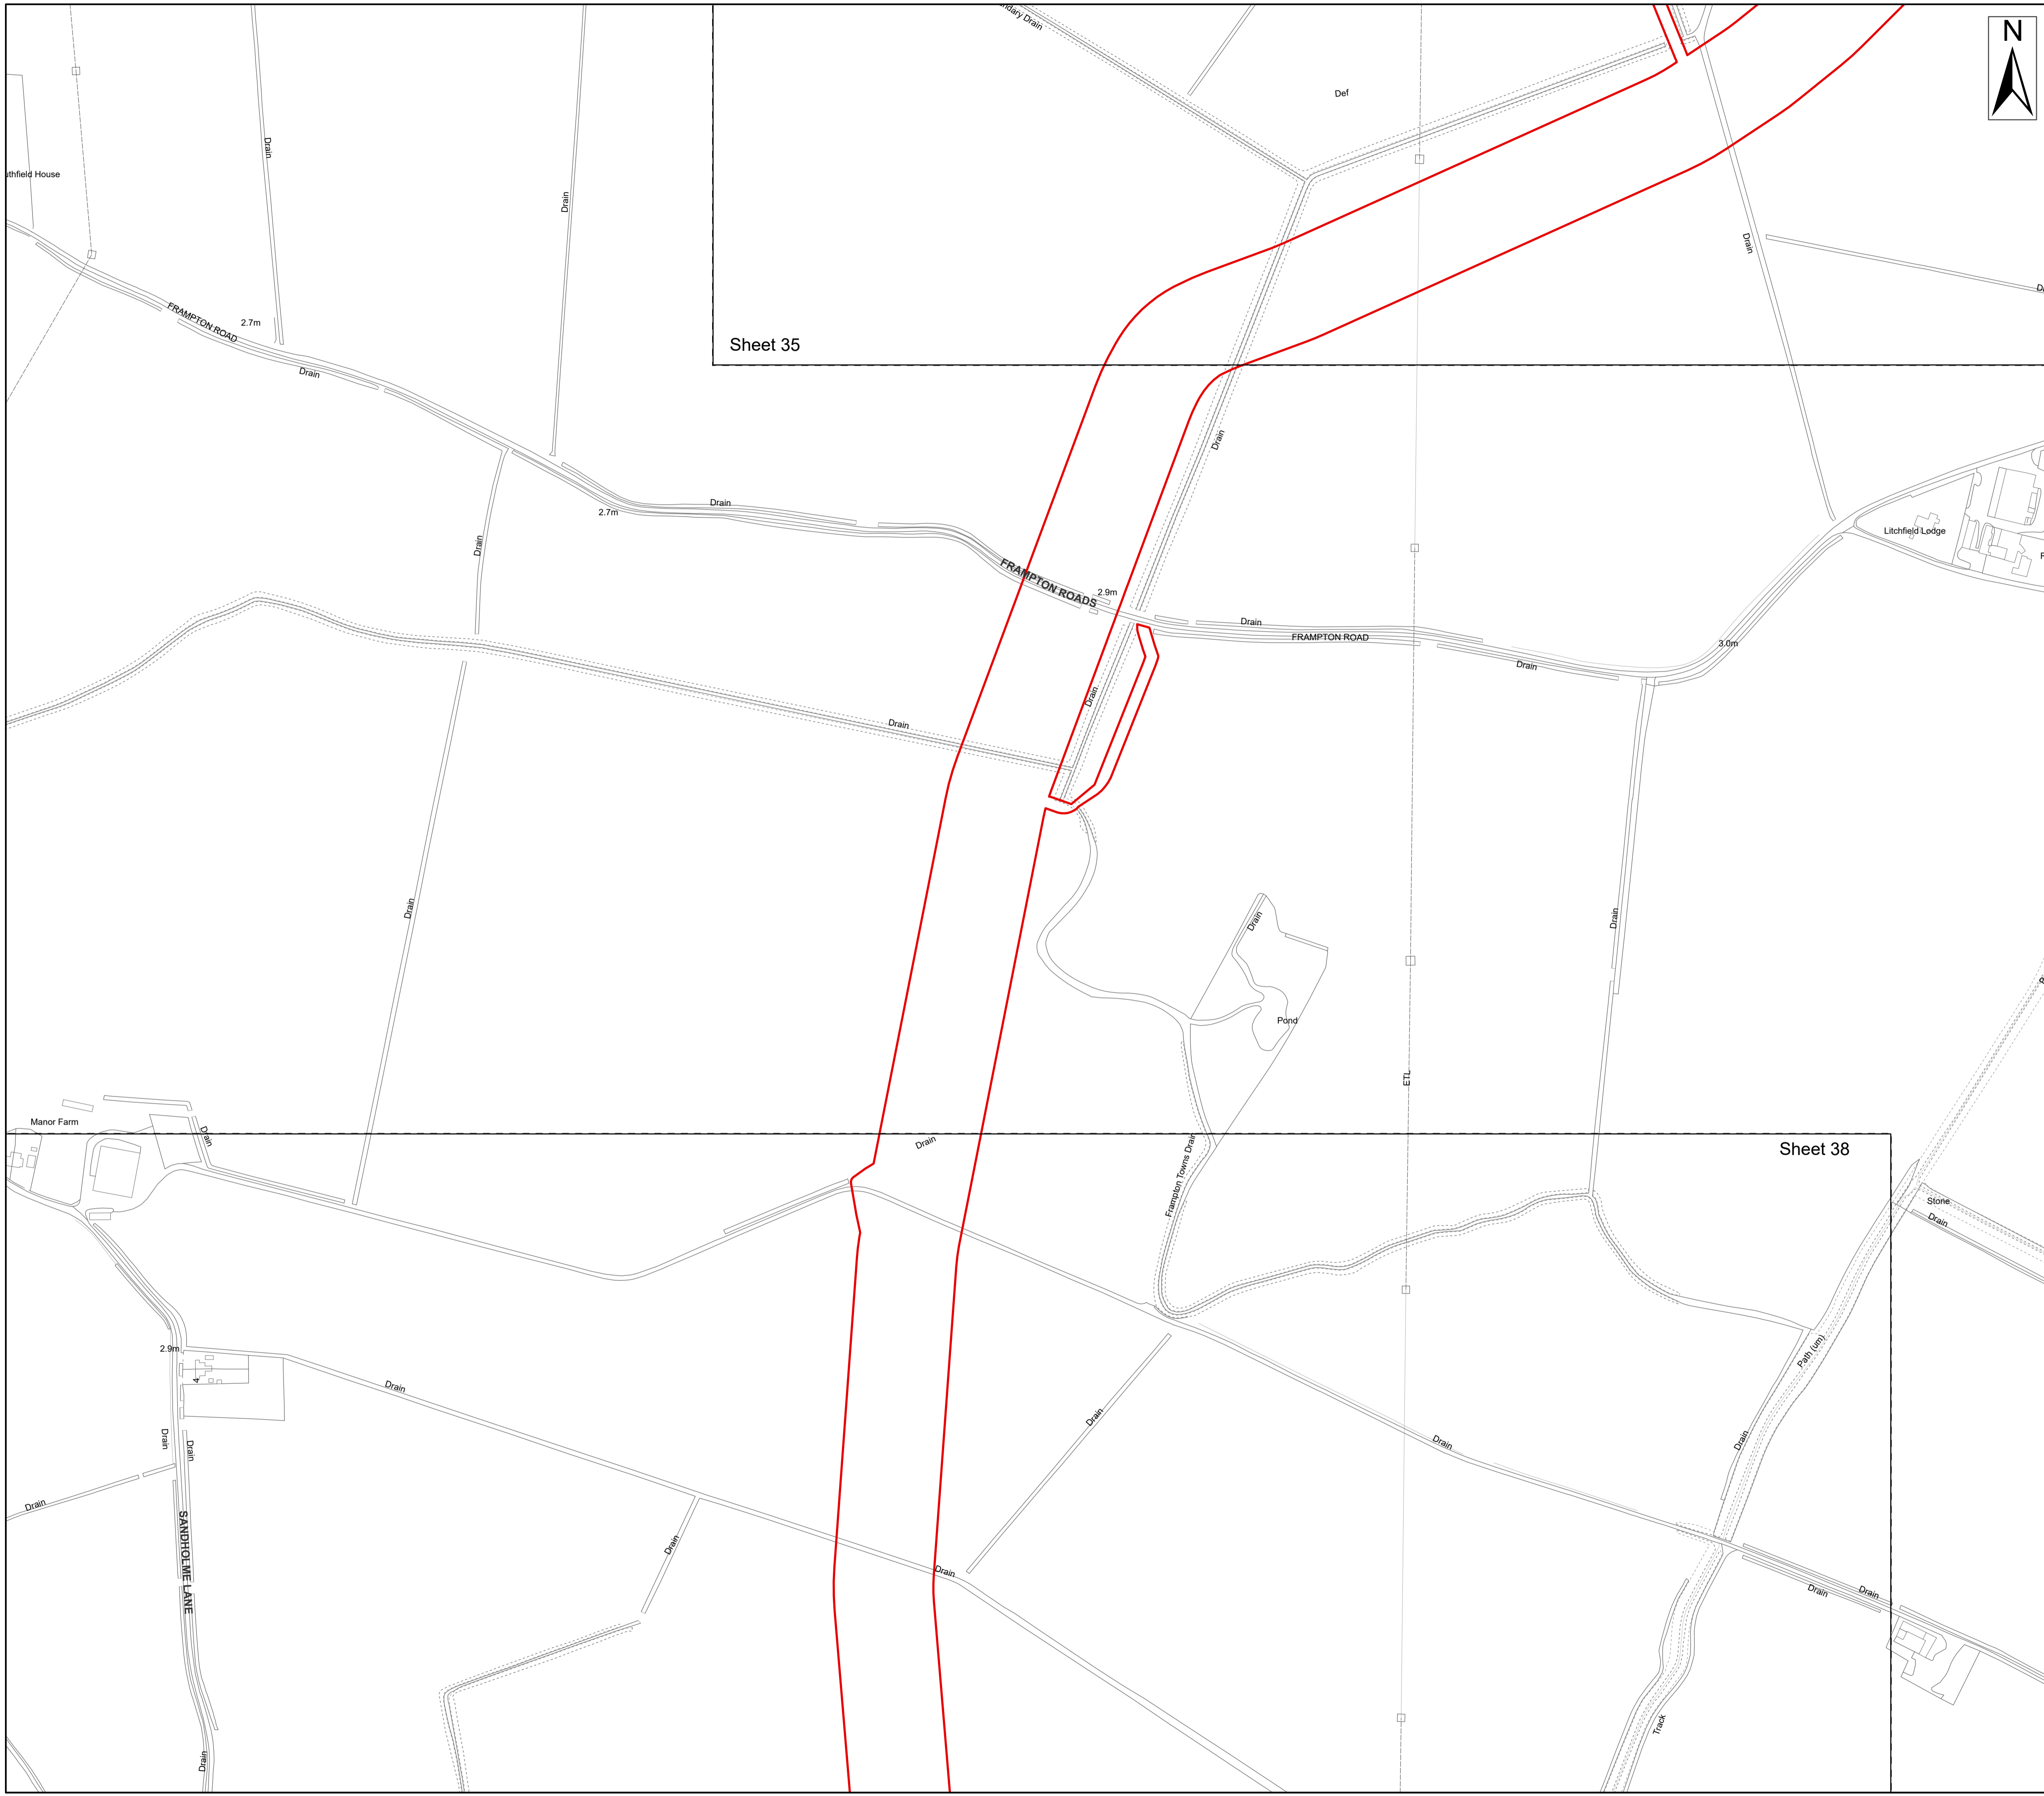 ndary Drain
N
Def
Drain
uthfield House
Drain
Drain
FRAMPTON ROAD
2.7m
Sheet 35
Drain
Drain
Drain
2.7m
Drain
Drain
Litchfield Lodge
FRAMPTON ROADS
2.9m
Drain
FRAMPTON ROAD
3.0m
Drain
Drain
Drain
Drain
Drain
Drain
Pond
ETL
Manor Farm
Drain
Drain
Sheet 38
Frampton Towns Drain
Stone
Drain
2.9m
4
Drain
Path (um)
Drain
Drain
Drain
Drain
Drain
Drain
SANDHOLME LANE
Drain
Drain
Drain
Drain
Track
Drain